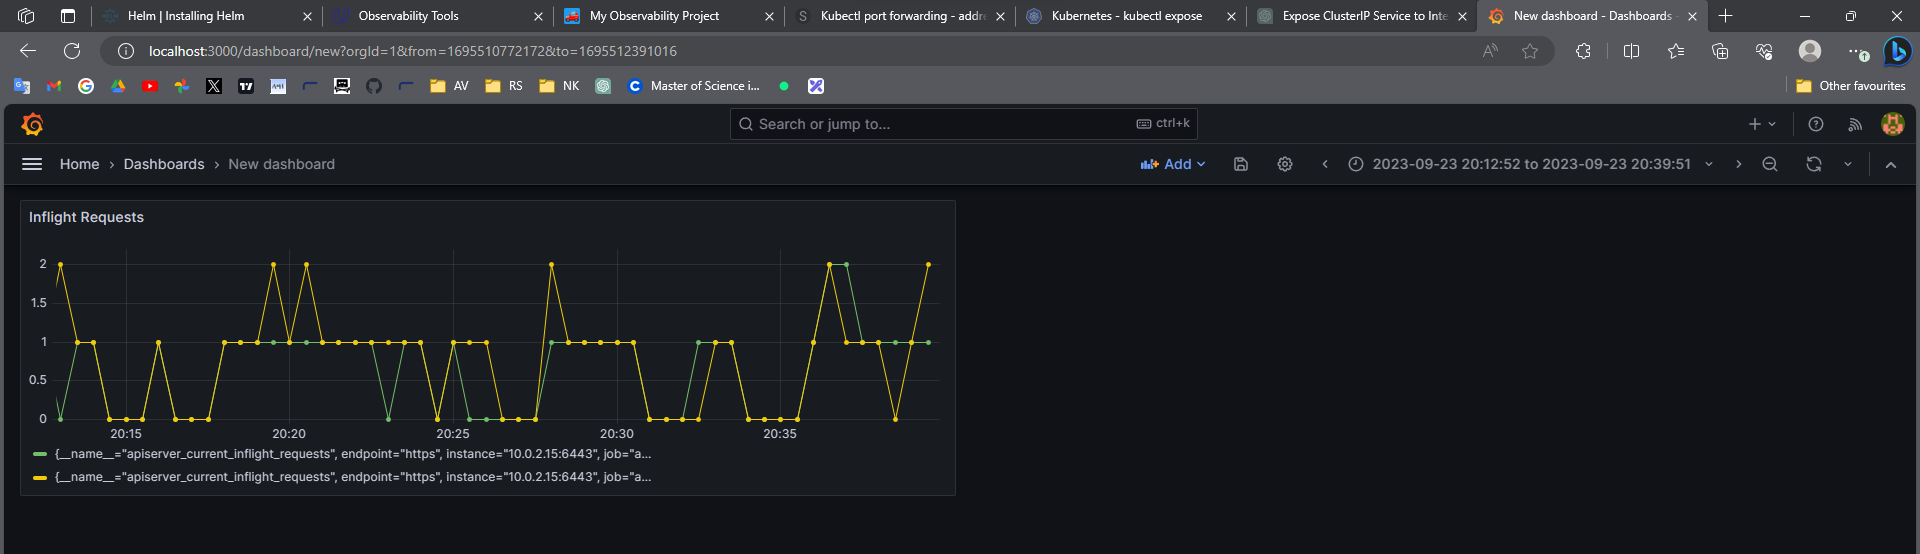 Helm | Installing Helm
Observability Tools
My Observability Project
Kubectl port forwarding - addre
Kubernetes - kubectl expose
Expose ClusterIP Service to Inte
New dashboard - Dashboards -
localhost:3000/dashboard/new?orgId=1&from=1695510772172&to=1695512391016
AV
RS
NK
Master of Science i...
Other favourites
Search or jump to...
ctrl+k
Home › Dashboards › New dashboard
Add
2023-09-23 20:12:52 to 2023-09-23 20:39:51
Inflight Requests
2
1.5
1
0.5
0
20:15 20:20 20:25 20:30 20:35
{__name__="apiserver_current_inflight_requests", endpoint="https", instance="10.0.2.15:6443", job="a...
{__name__="apiserver_current_inflight_requests", endpoint="https", instance="10.0.2.15:6443", job="a...